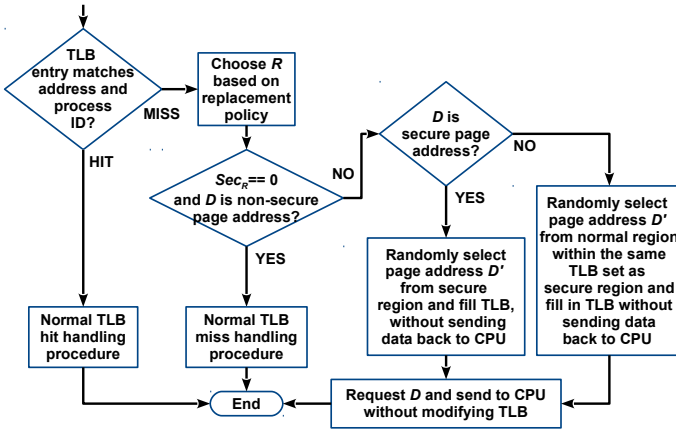 TLB
entry matches
address and
process
ID?
MISS
HIT
Choose R
based on
replacement
policy
SecR== 0
and D is non-secure
page address?
NO
YES
D is
secure page
address?
NO
YES
Randomly select
page address D'
from secure
region and fill TLB,
without sending
data back to CPU
Randomly select
page address D'
from normal region
within the same
TLB set as
secure region and
fill in TLB without
sending data
back to CPU
Normal TLB
hit handling
procedure
Normal TLB
miss handling
procedure
End
Request D and send to CPU
without modifying TLB